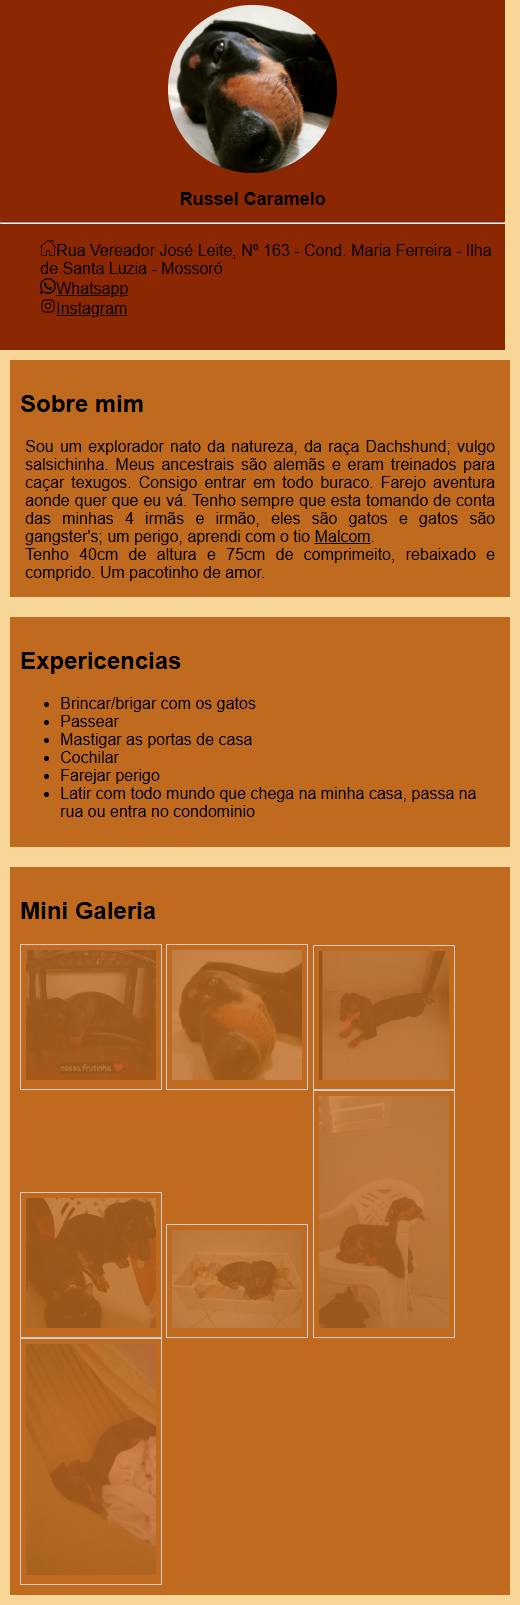 Russel Caramelo
Rua Vereador José Leite, Nº 163 - Cond. Maria Ferreira - Ilha
de Santa Luzia - Mossoró
Whatsapp
Instagram
Sobre mim
Sou um explorador nato da natureza, da raça Dachshund; vulgo
salsichinha. Meus ancestrais são alemãs e eram treinados para
caçar texugos. Consigo entrar em todo buraco. Farejo aventura
aonde quer que eu vá. Tenho sempre que esta tomando de conta
das minhas 4 irmãs e irmão, eles são gatos e gatos são
gangster's; um perigo, aprendi com o tio Malcom.
Tenho 40cm de altura e 75cm de comprimeito, rebaixado e
comprido. Um pacotinho de amor.
Expericencias
• Brincar/brigar com os gatos
• Passear
• Mastigar as portas de casa
• Cochilar
• Farejar perigo
• Latir com todo mundo que chega na minha casa, passa na
rua ou entra no condominio
Mini Galeria
nossa frutinha